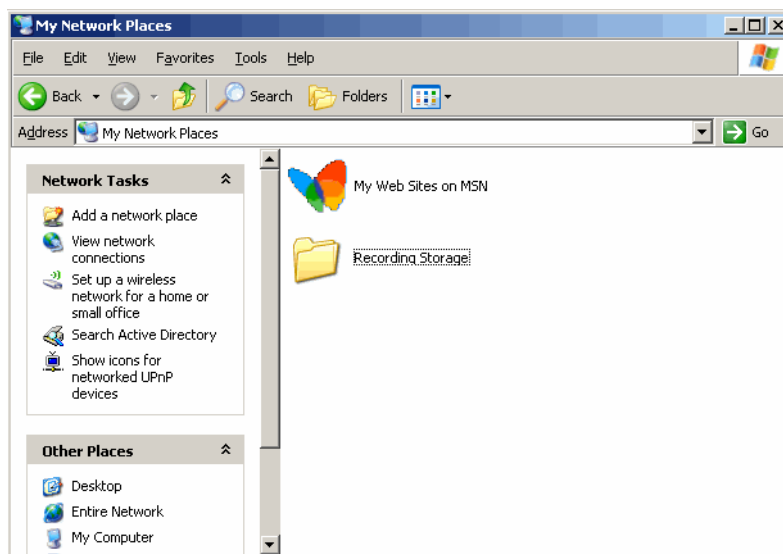 My Network Places
File Edit View Favorites Tools Help
Back Search Folders
Address My Network Places Go
Network Tasks
Add a network place
View network
connections
Set up a wireless
network for a home or
small office
Search Active Directory
Show icons for
networked UPnP
devices
Other Places
Desktop
Entire Network
My Computer
My Web Sites on MSN
Recording Storage